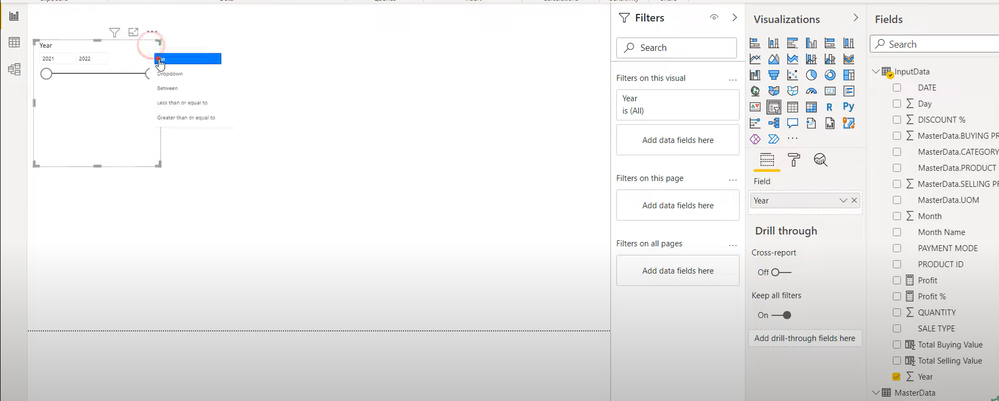 Year
2021 2022
Dropdown
Between
Less than or equal to
Greater than or equal to
Filters
Search
Filters on this visual
...
Year
is (All)
Add data fields here
Filters on this page
...
Add data fields here
Filters on all pages
...
Add data fields here
Visualizations
123
R
Py
...
Field
Year
Drill through
Cross-report
Off
Keep all filters
On
Add drill-through fields here
Fields
Search
InputData
DATE
Day
DISCOUNT %
MasterData.BUYING PR
MasterData.CATEGORY
MasterData.PRODUCT
MasterData.SELLING PR
MasterData.UOM
Month
Month Name
PAYMENT MODE
PRODUCT ID
Profit
Profit %
QUANTITY
SALE TYPE
Total Buying Value
Total Selling Value
Year
MasterData